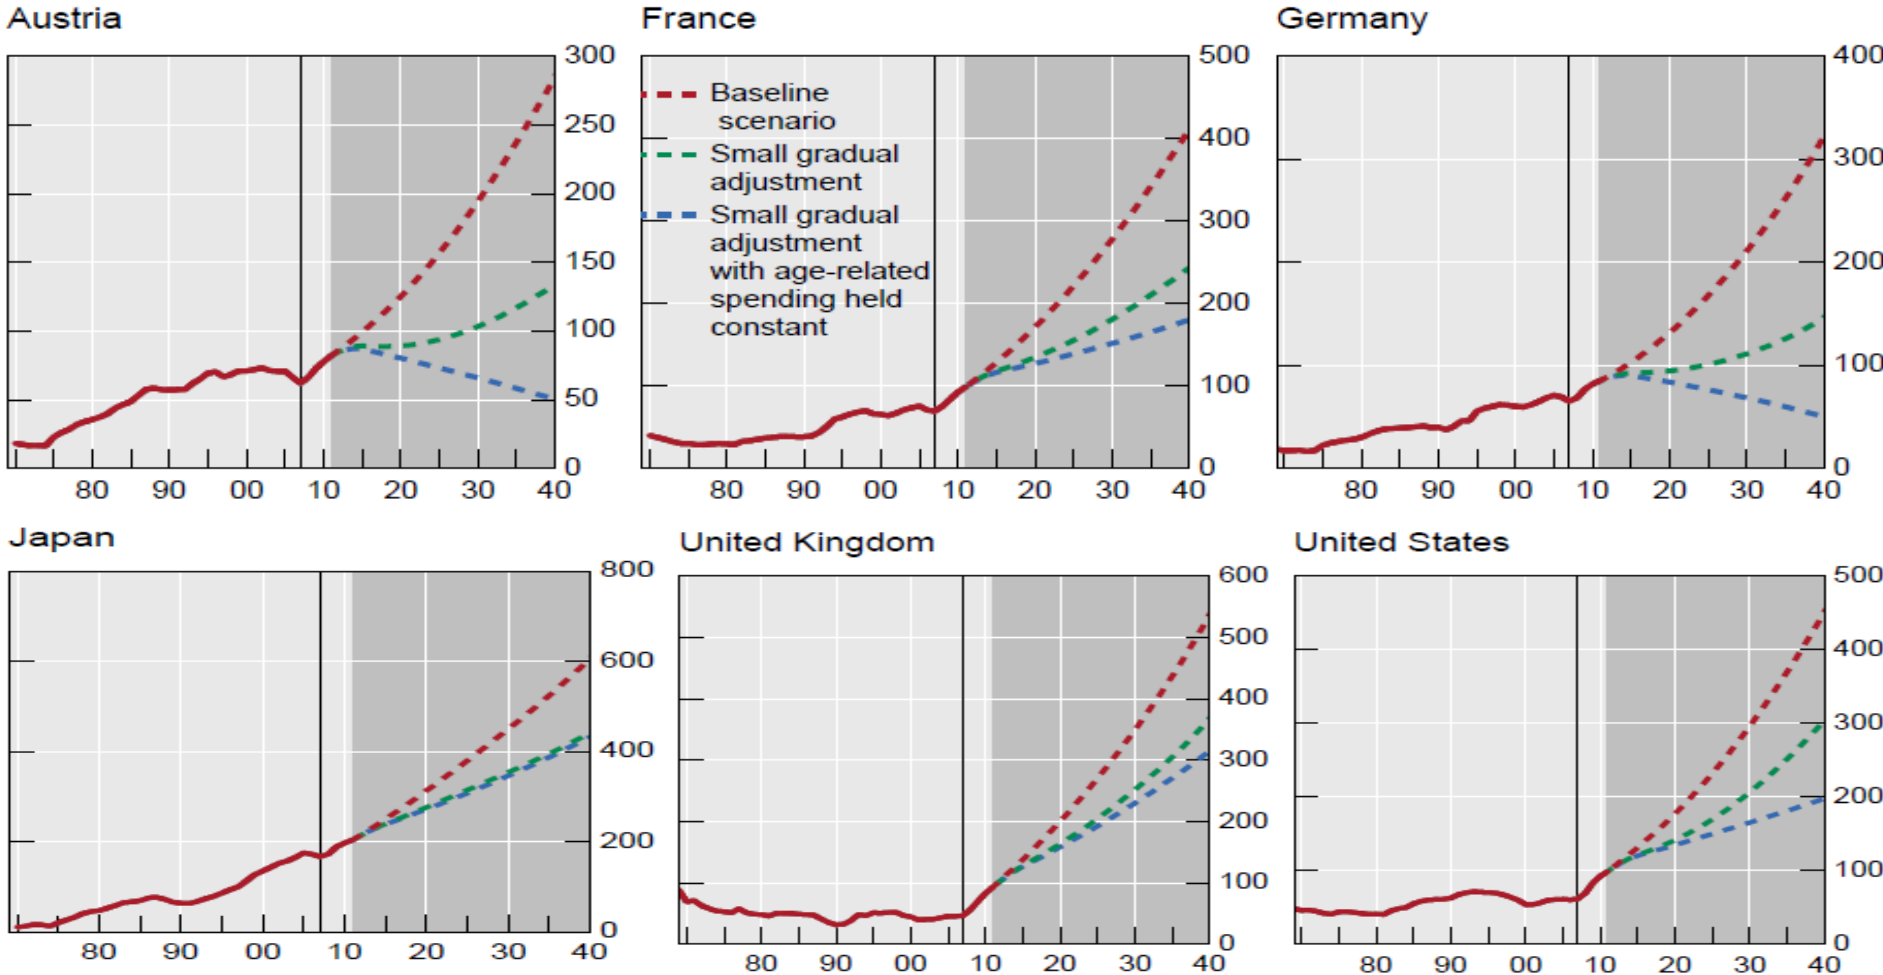 Austria
France
Germany
300
250
200
150
100
50
0
80 90 00 10 20 30 40
Baseline
scenario
Small gradual
adjustment
Small gradual
adjustment
with age-related
spending held
constant
500
400
300
200
100
0
80 90 00 10 20 30 40
400
300
200
100
0
80 90 00 10 20 30 40
Japan
United Kingdom
United States
800
600
400
200
0
80 90 00 10 20 30 40
600
500
400
300
200
100
0
80 90 00 10 20 30 40
500
400
300
200
100
0
80 90 00 10 20 30 40